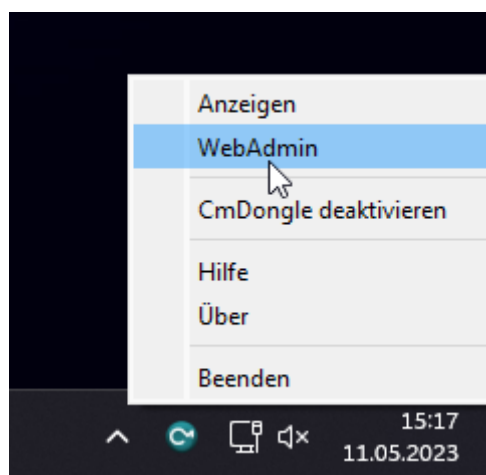 Anzeigen
WebAdmin
CmDongle deaktivieren
Hilfe
Über
Beenden
15:17
11.05.2023